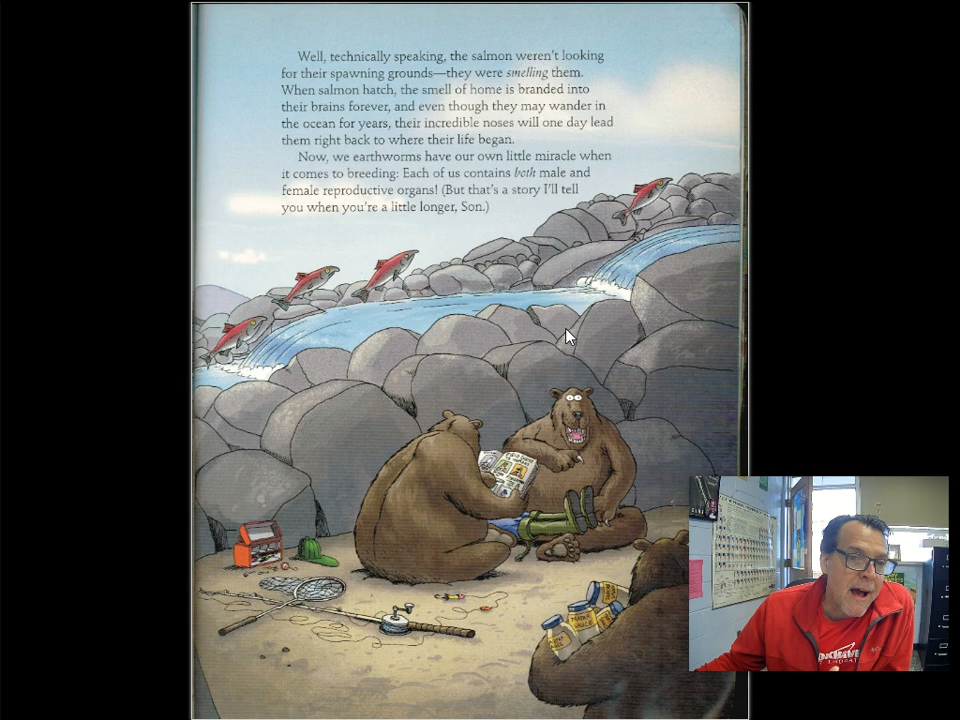 Well, technically speaking, the salmon weren't looking
for their spawning grounds—they were smelling them.
When salmon hatch, the smell of home is branded into
their brains forever, and even though they may wander in
the ocean for years, their incredible noses will one day lead
them right back to where their life began.
Now, we earthworms have our own little miracle when
it comes to breeding: Each of us contains both male and
female reproductive organs! (But that's a story I'll tell
you when you're a little longer, Son.)
TARTAR
SAUCE